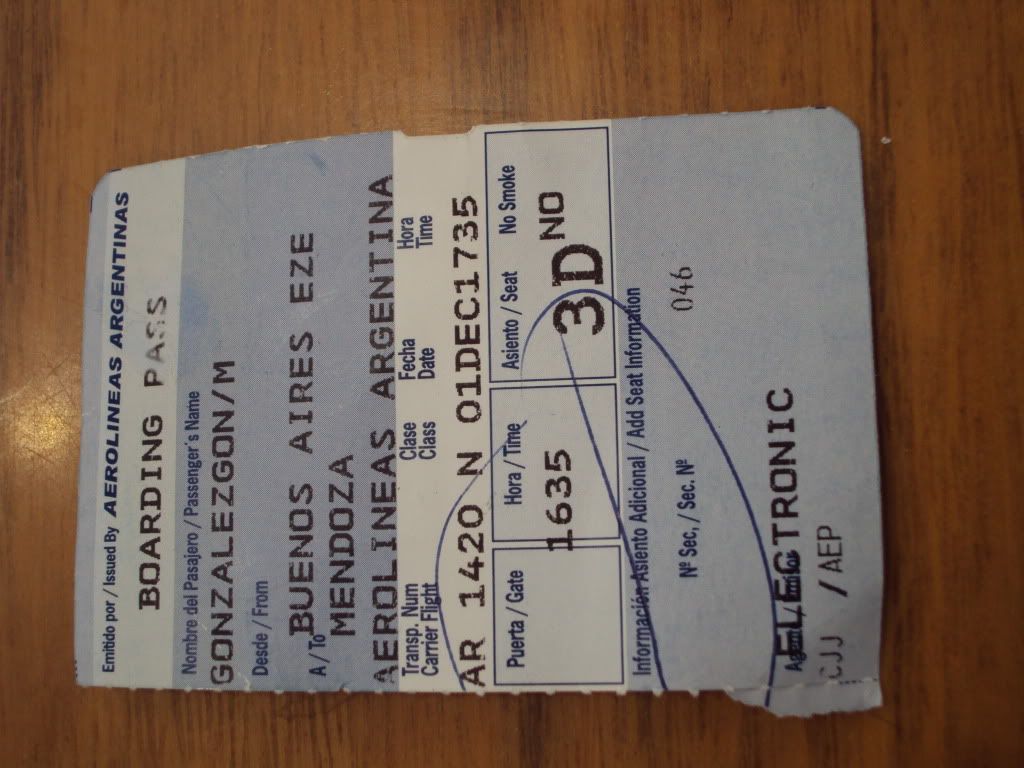 Emitido por / Issued By AEROLINEAS ARGENTINAS
BOARDING PASS
Nombre del Pasajero / Passenger's Name
GONZALEZGON/M
Desde / From
BUENOS AIRES EZE
A / To
MENDOZA
AEROLINEAS ARGENTINA
Transp. Num Clase Fecha Hora
Carrier Flight Class Date Time
AR 1420 N 01DEC1735
Puerta / Gate Hora / Time Asiento / Seat No Smoke
1635 3D NO
Información Asiento Adicional / Add Seat Information
Nº Sec, / Sec. Nº 046
ELECTRONIC
CJJ /AEP